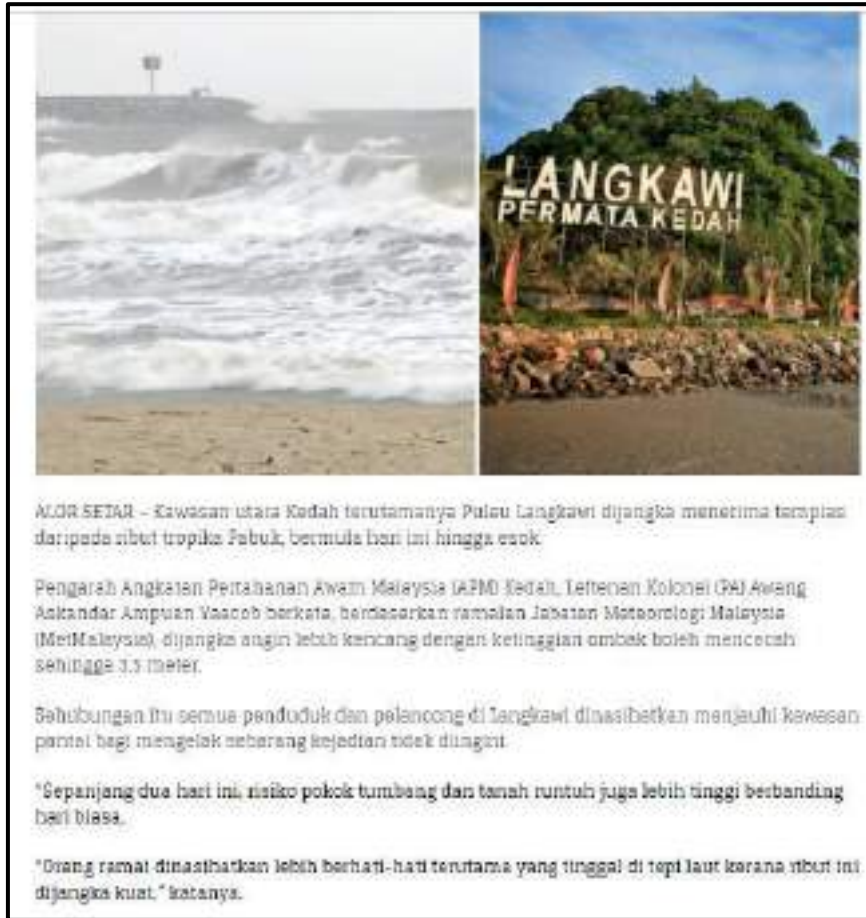 LANGKAWI
PERMATA KEDAH
ALOR SETAR – Kawasan utara Kedah terutamanya Pulau Langkawi dijangka menerima tempias
daripada ribut tropika Pabuk, bermula hari ini hingga esok.
Pengarah Angkatan Pertahanan Awam Malaysia (APM) Kedah, Leftenan Kolonel (PA) Awang
Askandar Ampuan Yaacob berkata, berdasarkan ramalan Jabatan Meteorologi Malaysia
(MetMalaysia), dijangka angin lebih kencang dengan ketinggian ombak boleh mencecah
sehingga 3.5 meter.
Sehubungan itu semua penduduk dan pelancong di Langkawi dinasihatkan menjauhi kawasan
pantai bagi mengelak sebarang kejadian tidak diingini.
"Sepanjang dua hari ini, risiko pokok tumbang dan tanah runtuh juga lebih tinggi berbanding
hari biasa.
"Orang ramai dinasihatkan lebih berhati-hati terutama yang tinggal di tepi laut kerana ribut ini
dijangka kuat," katanya.